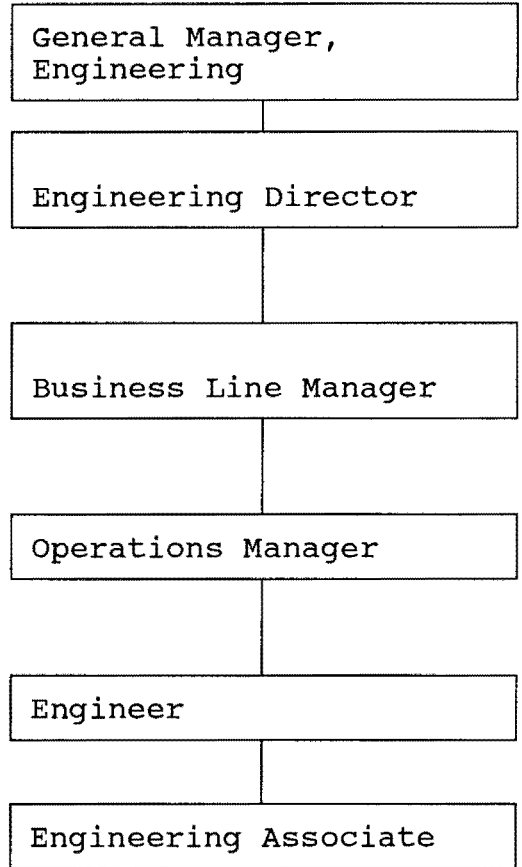 General Manager,
Engineering
Engineering Director
Business Line Manager
Operations Manager
Engineer
Engineering Associate